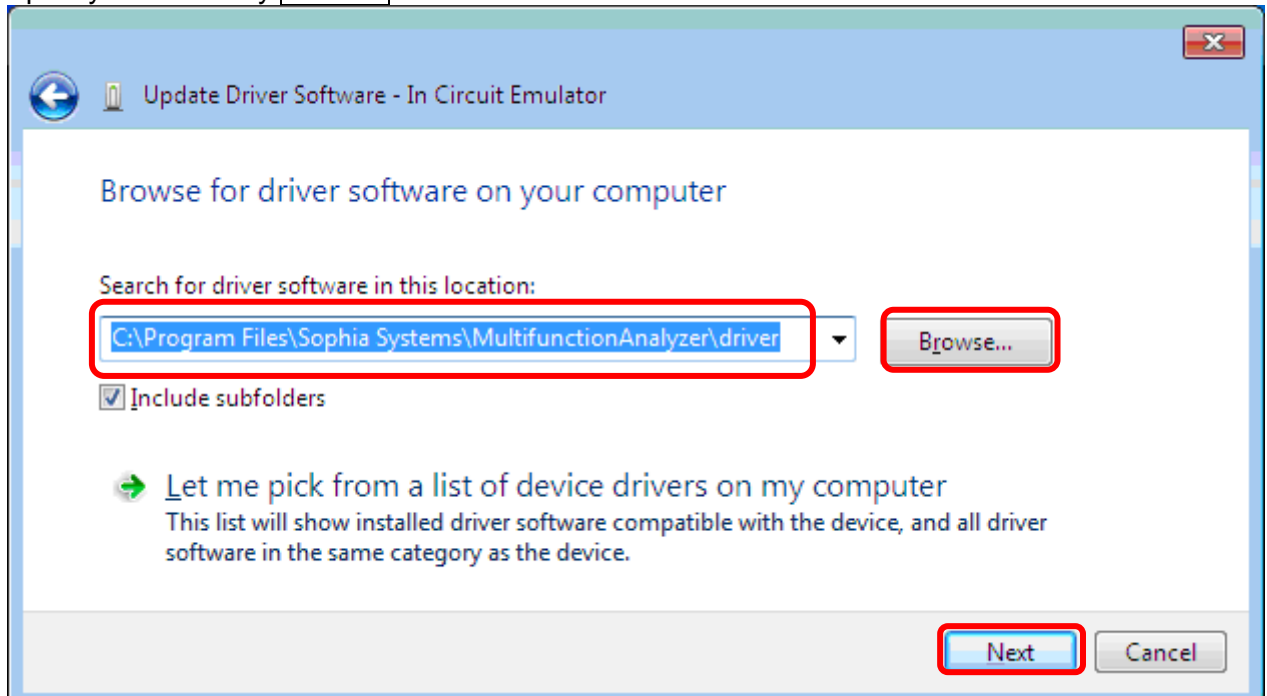 Update Driver Software - In Circuit Emulator
Browse for driver software on your computer
Search for driver software in this location:
C:\Program Files\Sophia Systems\MultifunctionAnalyzer\driver
Browse...
Include subfolders
Let me pick from a list of device drivers on my computer
This list will show installed driver software compatible with the device, and all driver
software in the same category as the device.
Next
Cancel